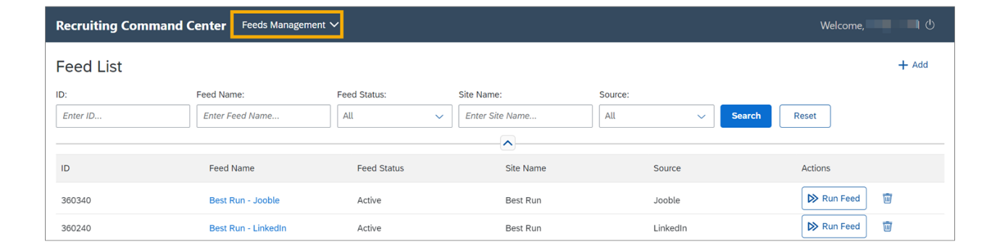 Recruiting Command Center Feeds Management Welcome,
Feed List
+ Add
ID: Feed Name: Feed Status: Site Name: Source:
Enter ID... Enter Feed Name... All Enter Site Name... All Search Reset
ID Feed Name Feed Status Site Name Source Actions
360340 Best Run - Jooble Active Best Run Jooble Run Feed
360240 Best Run - LinkedIn Active Best Run LinkedIn Run Feed